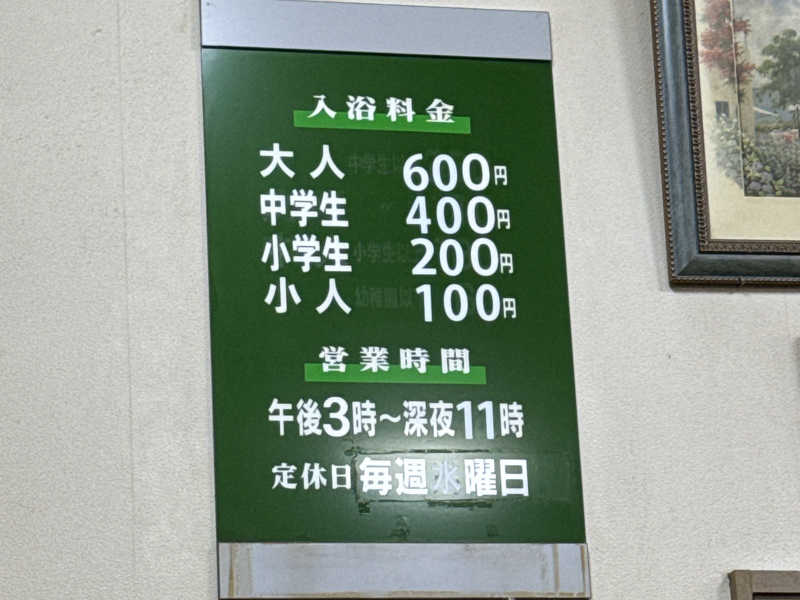 入浴料金
大人 600円
中学生 400円
小学生 200円
小人 100円
営業時間
午後3時～深夜11時
定休日 毎週水曜日